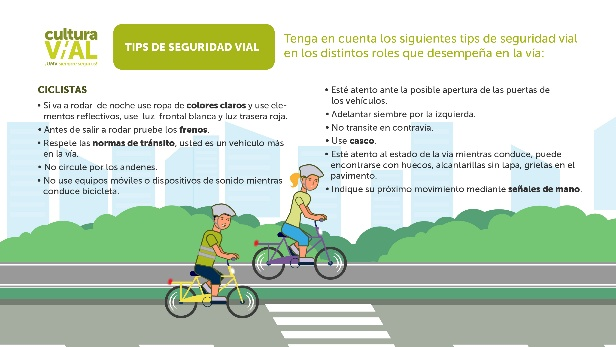 cultura
VIAL
TIPS DE SEGURIDAD VIAL
Tenga en cuenta los siguientes tips de seguridad vial
en los distintos roles que desempeña en la vía:
CICLISTAS
• Si va a rodar de noche use ropa de colores claros y use ele-
mentos reflectivos, use luz frontal blanca y luz trasera roja.
• Antes de salir a rodar pruebe los frenos.
• Respete las normas de tránsito, usted es un vehículo más
en la vía.
• No circule por los andenes.
• No use equipos móviles o dispositivos de sonido mientras
conduce bicicleta.
• Esté atento ante la posible apertura de las puertas de
los vehículos.
• Adelantar siempre por la izquierda.
• No transite en contravía.
• Use casco.
• Esté atento al estado de la vía mientras conduce, puede
encontrarse con huecos, alcantarillas sin tapa, grietas en el
pavimento.
• Indique su próximo movimiento mediante señales de mano.